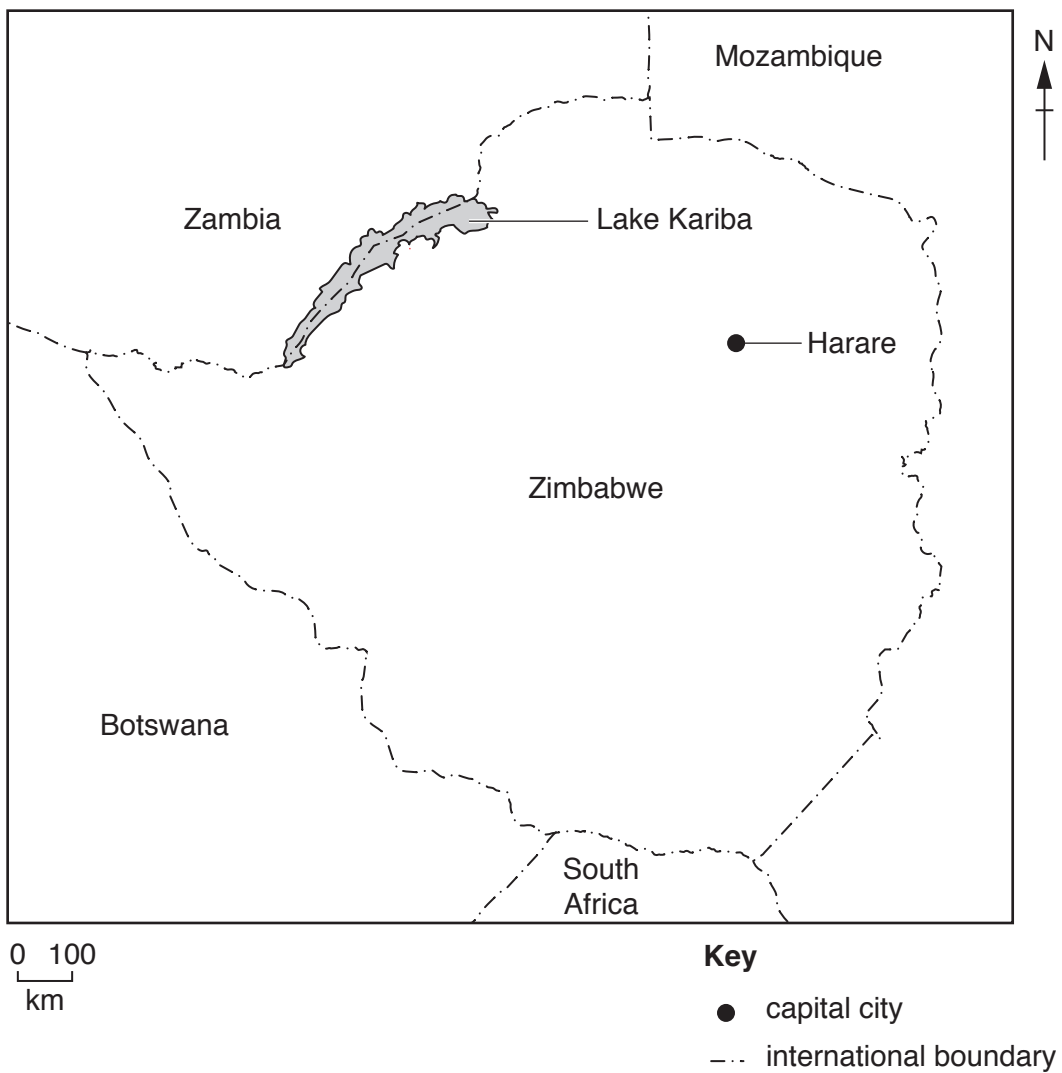 Mozambique
N
Zambia
Lake Kariba
Harare
Zimbabwe
Botswana
South
Africa
0 100
km
Key
capital city
international boundary